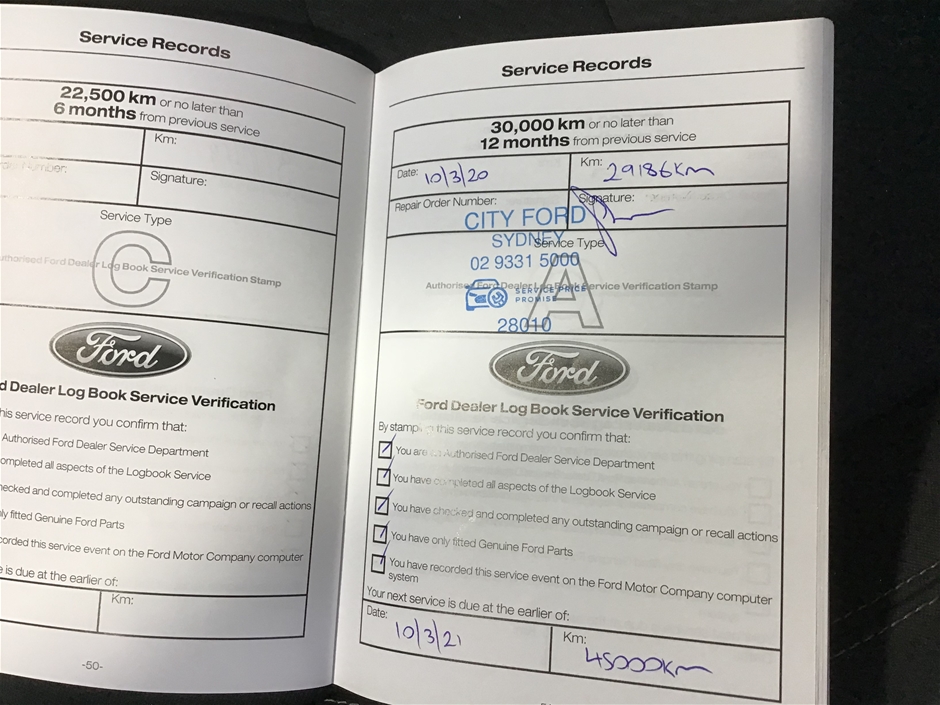 Service Records
22,500 km or no later than
6 months from previous service
Km:
Number:
Signature:
Service Type
C
Authorised Ford Dealer Log Book Service Verification Stamp
Ford
d Dealer Log Book Service Verification
his service record you confirm that:
Authorised Ford Dealer Service Department
ompleted all aspects of the Logbook Service
hecked and completed any outstanding campaign or recall actions
ly fitted Genuine Ford Parts
corded this service event on the Ford Motor Company computer
e is due at the earlier of:
Km:
-50-
Service Records
30,000 km or no later than
12 months from previous service
Date: 10/3/20
Km: 29186km
Repair Order Number:
Signature:
CITY FORD
SYDNEY
Service Type
02 9331 5000
A
Authorised Ford Dealer Log Book Service Verification Stamp
SERVICE PRICE
PROMISE
28010
Ford
Ford Dealer Log Book Service Verification
By stamping this service record you confirm that:
You are an Authorised Ford Dealer Service Department
You have completed all aspects of the Logbook Service
You have checked and completed any outstanding campaign or recall actions
You have only fitted Genuine Ford Parts
You have recorded this service event on the Ford Motor Company computer
system
Your next service is due at the earlier of:
Date: 10/3/21
Km: 45000km